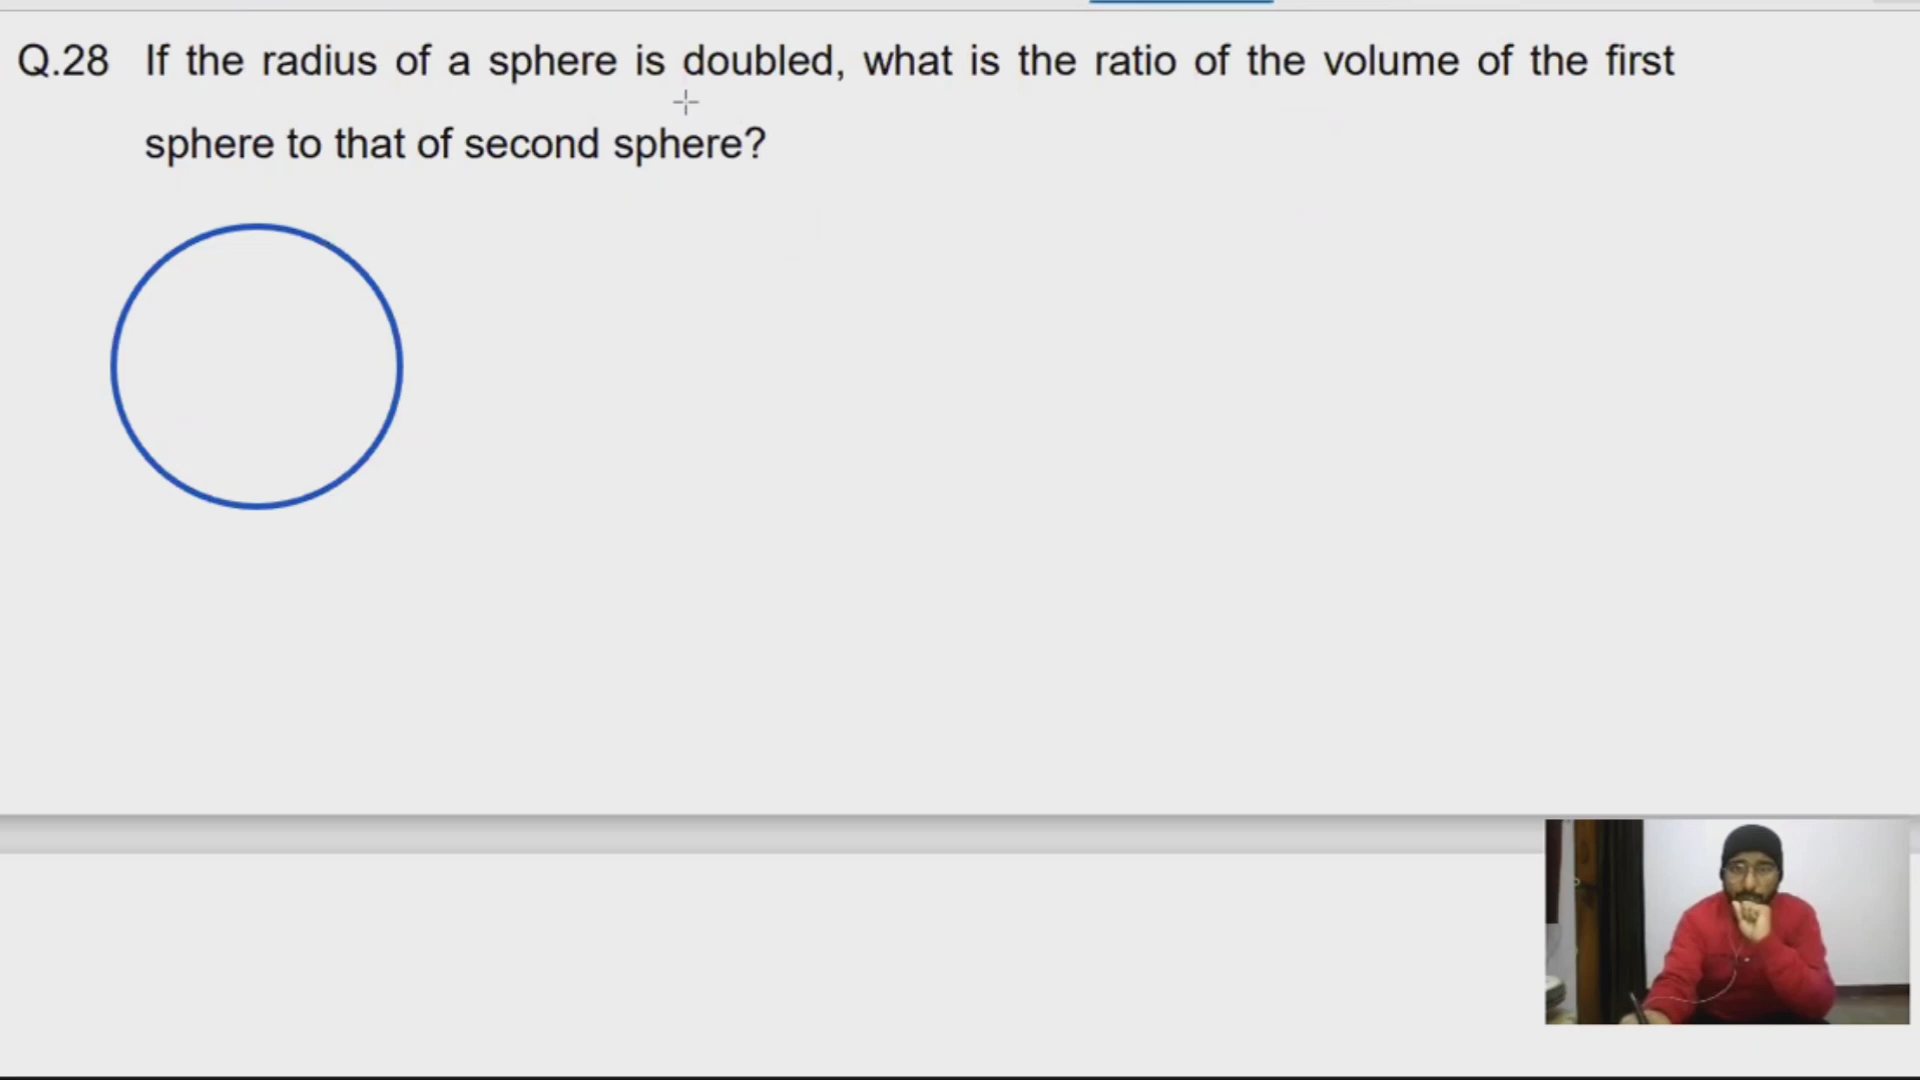 Q.28 If the radius of a sphere is doubled, what is the ratio of the volume of the first
sphere to that of second sphere?